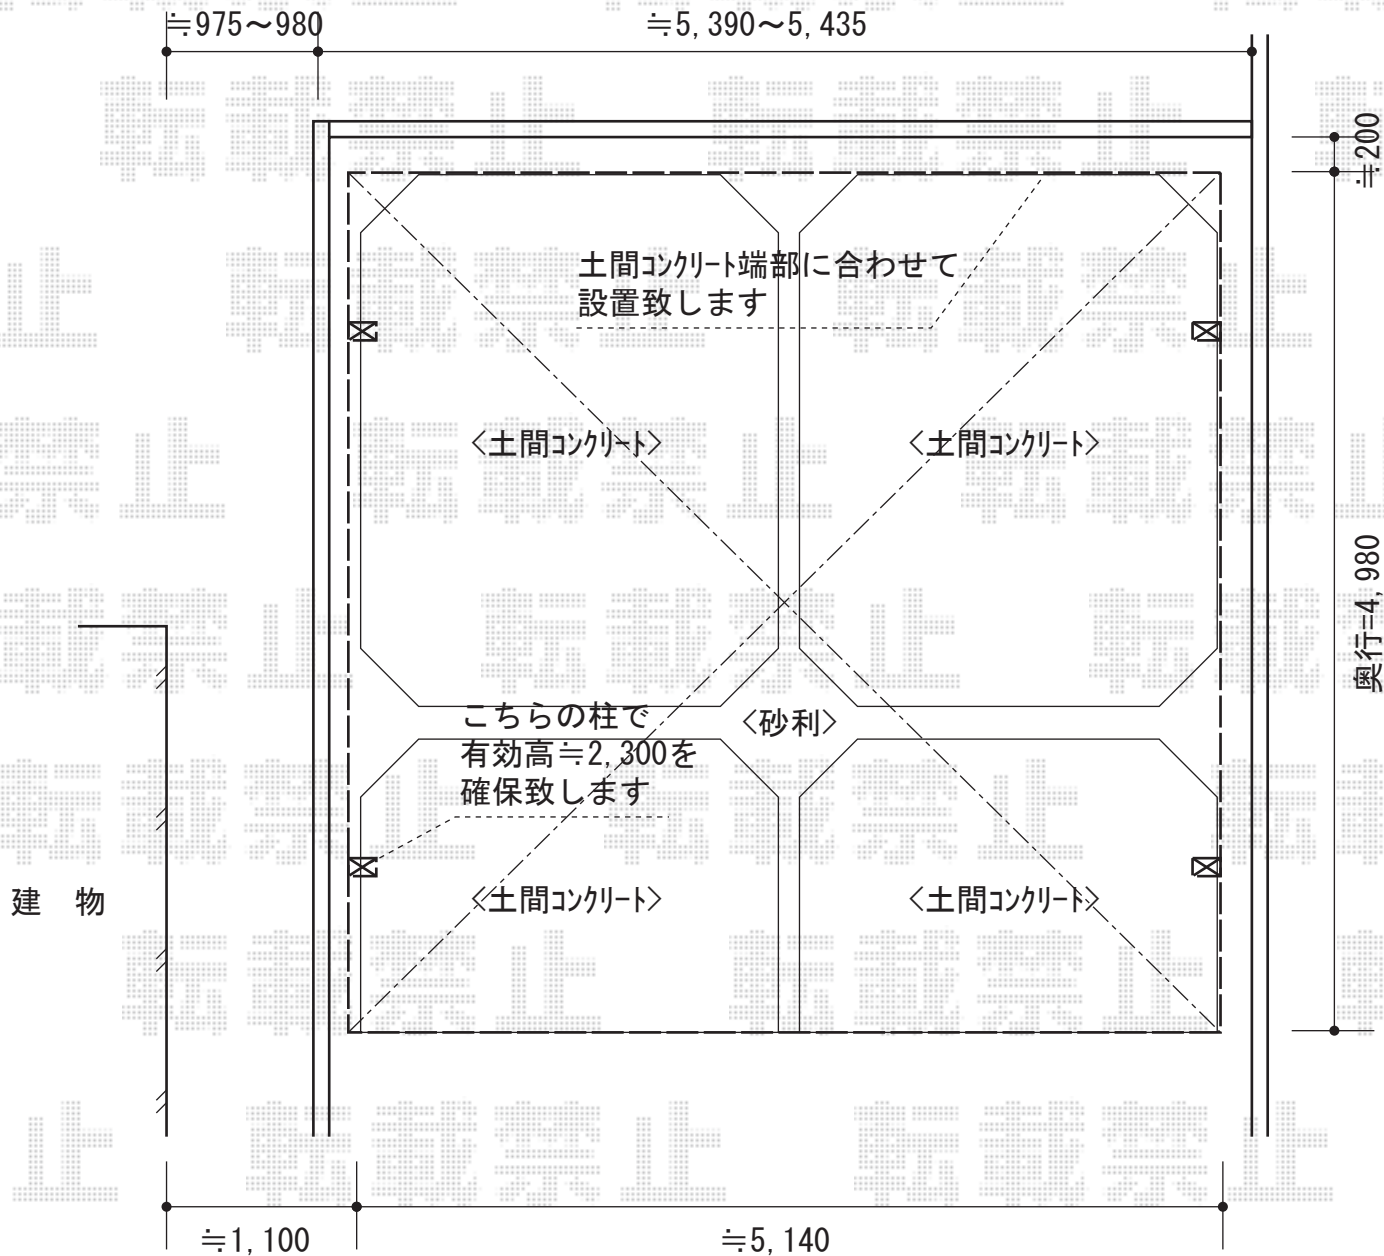 ≒975～980
≒5,390～5,435
≒200
土間コンクリート端部に合わせて
設置致します
<土間コンクリート>
<土間コンクリート>
奥行=4,980
こちらの柱で
有効高≒2,300を
確保致します
<砂利>
建 物
<土間コンクリート>
<土間コンクリート>
≒1,100
≒5,140
転載禁止